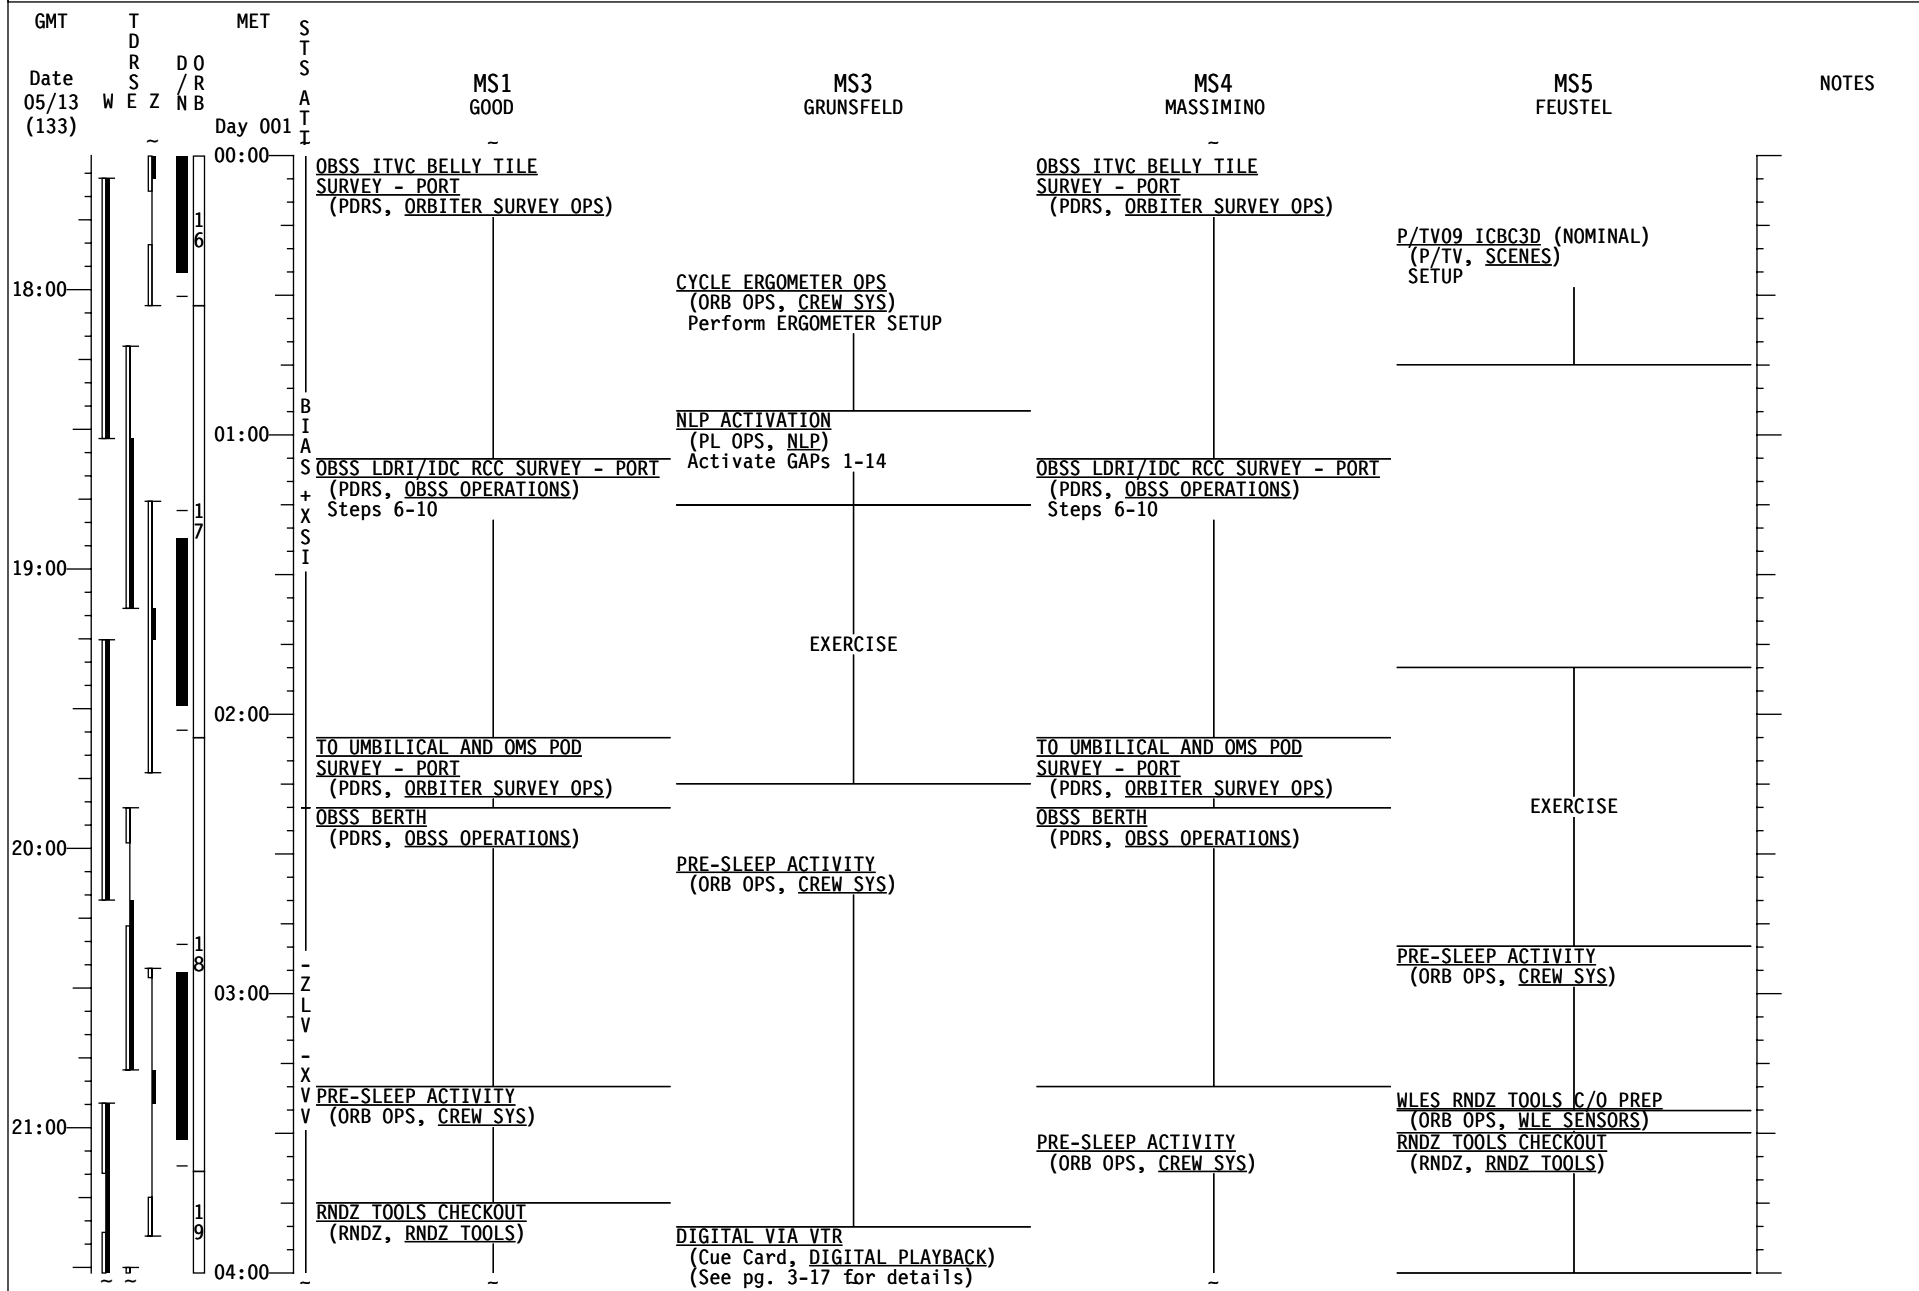 GMT
TDRS
MET
STS ATT
Date
05/13
(133)
W E Z
D/N
ORB
Day 001
MS1
GOOD
MS3
GRUNSFELD
MS4
MASSIMINO
MS5
FEUSTEL
NOTES
~
~
~
~
18:00
19:00
20:00
21:00
~
~
16
17
18
19
00:00
01:00
02:00
03:00
04:00
BIAS +XSI
-ZLV -XVV
~
OBSS ITVC BELLY TILE
SURVEY - PORT
(PDRS, ORBITER SURVEY OPS)
OBSS LDRI/IDC RCC SURVEY - PORT
(PDRS, OBSS OPERATIONS)
Steps 6-10
TO UMBILICAL AND OMS POD
SURVEY - PORT
(PDRS, ORBITER SURVEY OPS)
OBSS BERTH
(PDRS, OBSS OPERATIONS)
PRE-SLEEP ACTIVITY
(ORB OPS, CREW SYS)
RNDZ TOOLS CHECKOUT
(RNDZ, RNDZ TOOLS)
~
CYCLE ERGOMETER OPS
(ORB OPS, CREW SYS)
Perform ERGOMETER SETUP
NLP ACTIVATION
(PL OPS, NLP)
Activate GAPs 1-14
EXERCISE
PRE-SLEEP ACTIVITY
(ORB OPS, CREW SYS)
DIGITAL VIA VTR
(Cue Card, DIGITAL PLAYBACK)
(See pg. 3-17 for details)
~
OBSS ITVC BELLY TILE
SURVEY - PORT
(PDRS, ORBITER SURVEY OPS)
OBSS LDRI/IDC RCC SURVEY - PORT
(PDRS, OBSS OPERATIONS)
Steps 6-10
TO UMBILICAL AND OMS POD
SURVEY - PORT
(PDRS, ORBITER SURVEY OPS)
OBSS BERTH
(PDRS, OBSS OPERATIONS)
PRE-SLEEP ACTIVITY
(ORB OPS, CREW SYS)
~
P/TV09 ICBC3D (NOMINAL)
(P/TV, SCENES)
SETUP
EXERCISE
PRE-SLEEP ACTIVITY
(ORB OPS, CREW SYS)
WLES RNDZ TOOLS C/O PREP
(ORB OPS, WLE SENSORS)
RNDZ TOOLS CHECKOUT
(RNDZ, RNDZ TOOLS)